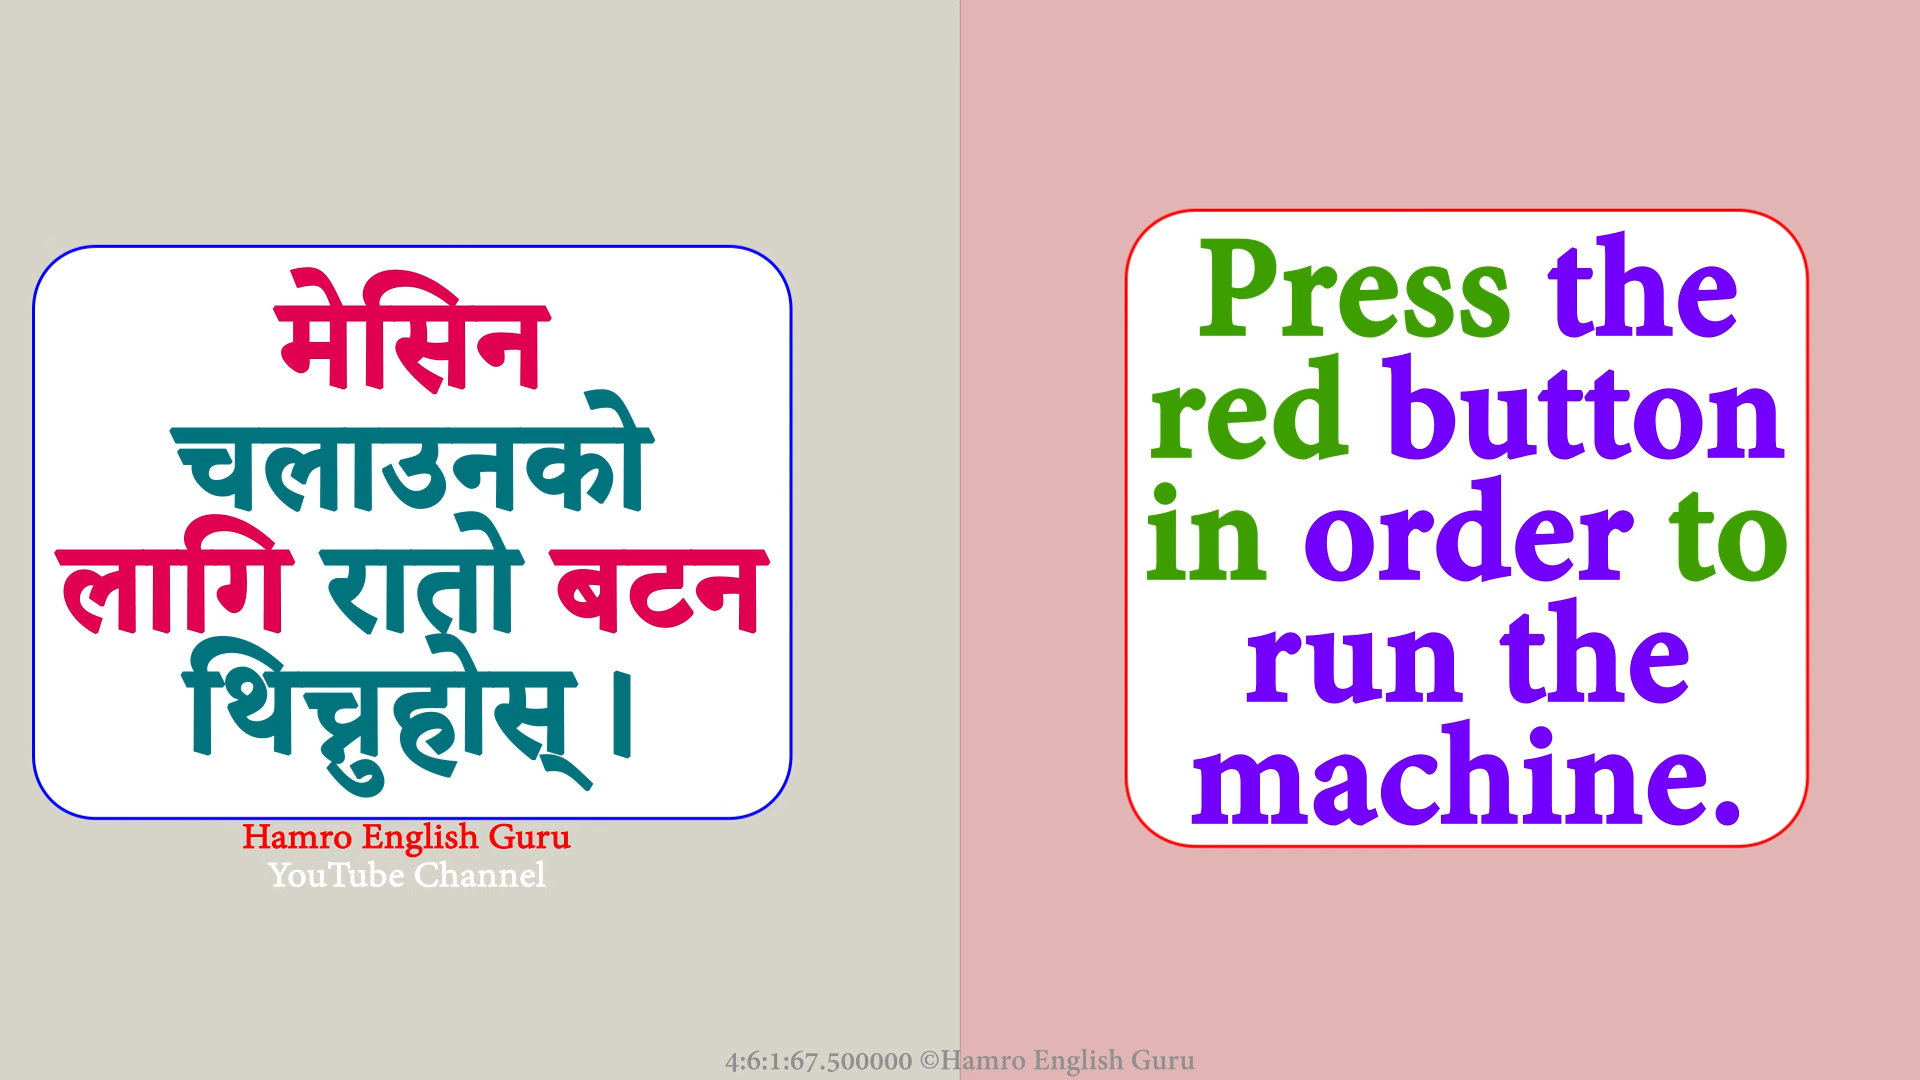 मेसिन
चलाउनको
लागि रातो बटन
थिच्नुहोस् ।
Hamro English Guru
YouTube Channel
Press the
red button
in order to
run the
machine.
4:6:1:67.500000 ©Hamro English Guru